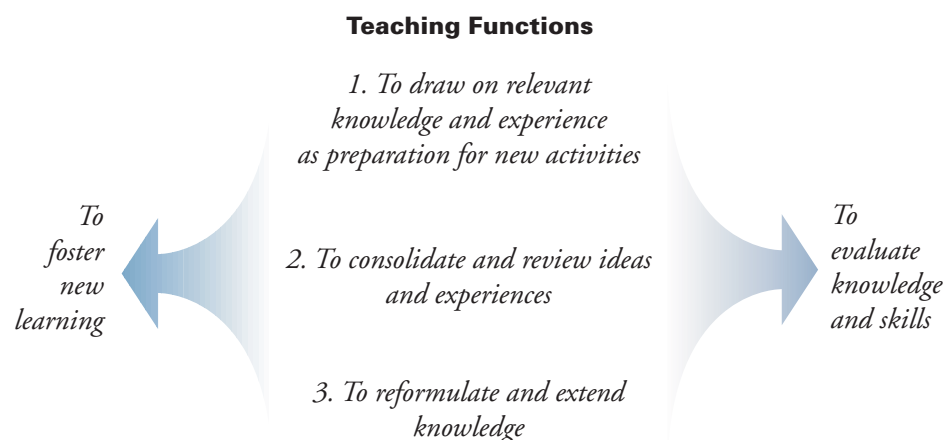 Teaching Functions
1. To draw on relevant
knowledge and experience
as preparation for new activities
To
foster
new
learning
2. To consolidate and review ideas
and experiences
To
evaluate
knowledge
and skills
3. To reformulate and extend
knowledge